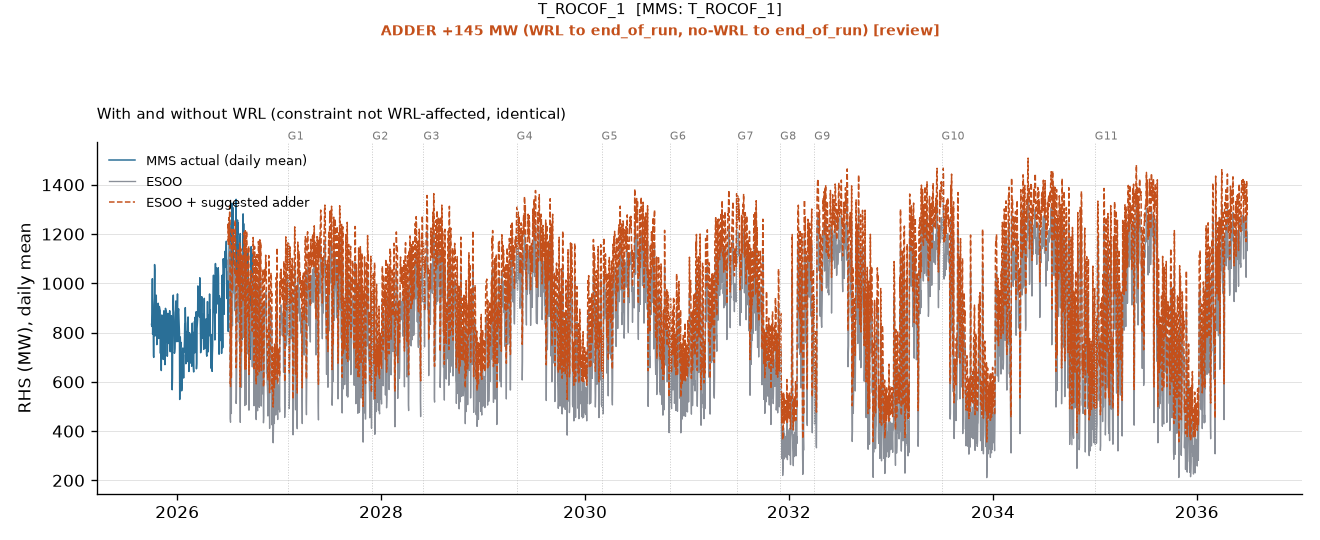 T_ROCOF_1  [MMS: T_ROCOF_1]
ADDER +145 MW (WRL to end_of_run, no-WRL to end_of_run) [review]
With and without WRL (constraint not WRL-affected, identical)
G1 G2 G3 G4 G5 G6 G7 G8 G9 G10 G11
MMS actual (daily mean)
ESOO
ESOO + suggested adder
RHS (MW), daily mean
1400
1200
1000
800
600
400
200
2026 2028 2030 2032 2034 2036